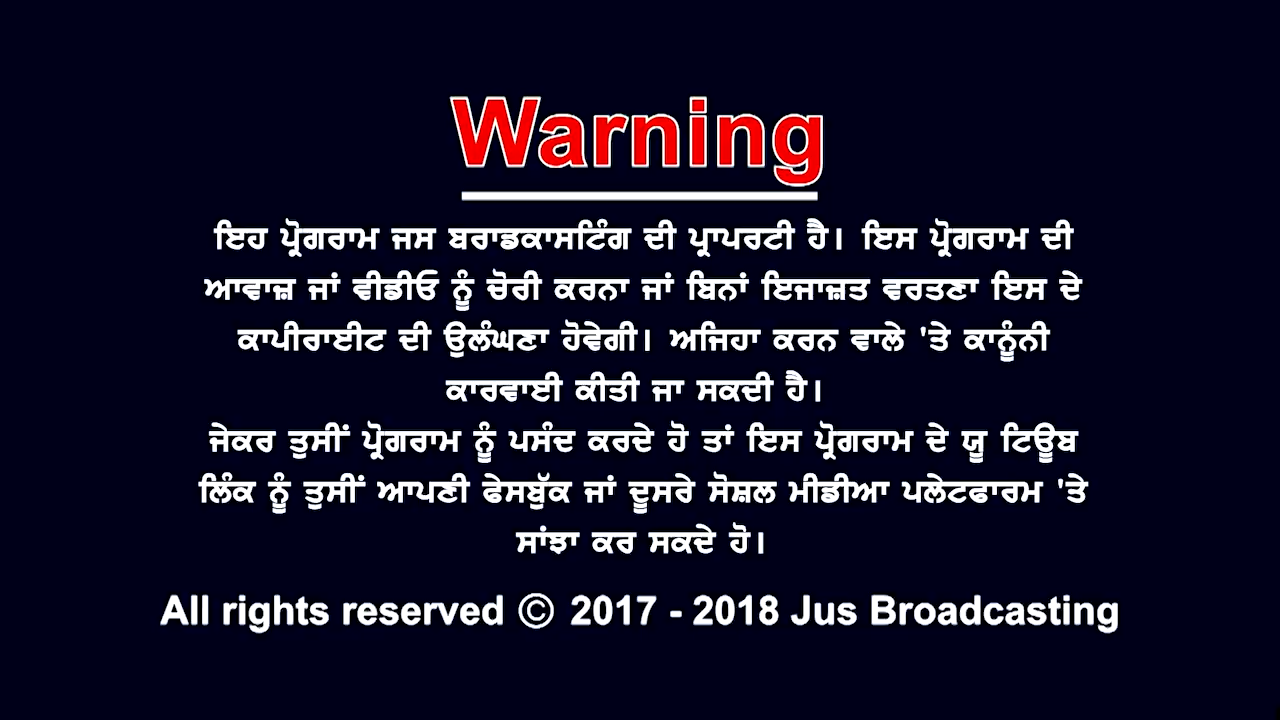 Warning
ਇਹ ਪ੍ਰੋਗਰਾਮ ਜਸ ਬਰਾਡਕਾਸਟਿੰਗ ਦੀ ਪ੍ਰਾਪਰਟੀ ਹੈ। ਇਸ ਪ੍ਰੋਗਰਾਮ ਦੀ
ਆਵਾਜ਼ ਜਾਂ ਵੀਡੀਓ ਨੂੰ ਚੋਰੀ ਕਰਨਾ ਜਾਂ ਬਿਨਾਂ ਇਜਾਜ਼ਤ ਵਰਤਣਾ ਇਸ ਦੇ
ਕਾਪੀਰਾਈਟ ਦੀ ਉਲੰਘਣਾ ਹੋਵੇਗੀ। ਅਜਿਹਾ ਕਰਨ ਵਾਲੇ 'ਤੇ ਕਾਨੂੰਨੀ
ਕਾਰਵਾਈ ਕੀਤੀ ਜਾ ਸਕਦੀ ਹੈ।
ਜੇਕਰ ਤੁਸੀਂ ਪ੍ਰੋਗਰਾਮ ਨੂੰ ਪਸੰਦ ਕਰਦੇ ਹੋ ਤਾਂ ਇਸ ਪ੍ਰੋਗਰਾਮ ਦੇ ਯੂ ਟਿਊਬ
ਲਿੰਕ ਨੂੰ ਤੁਸੀਂ ਆਪਣੀ ਫੇਸਬੁੱਕ ਜਾਂ ਦੂਸਰੇ ਸੋਸ਼ਲ ਮੀਡੀਆ ਪਲੇਟਫਾਰਮ 'ਤੇ
ਸਾਂਝਾ ਕਰ ਸਕਦੇ ਹੋ।
All rights reserved © 2017 - 2018 Jus Broadcasting